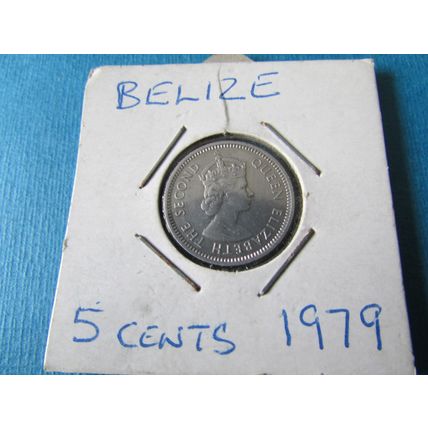 BELIZE
QUEEN ELIZABETH THE SECOND
5 CENTS 1979